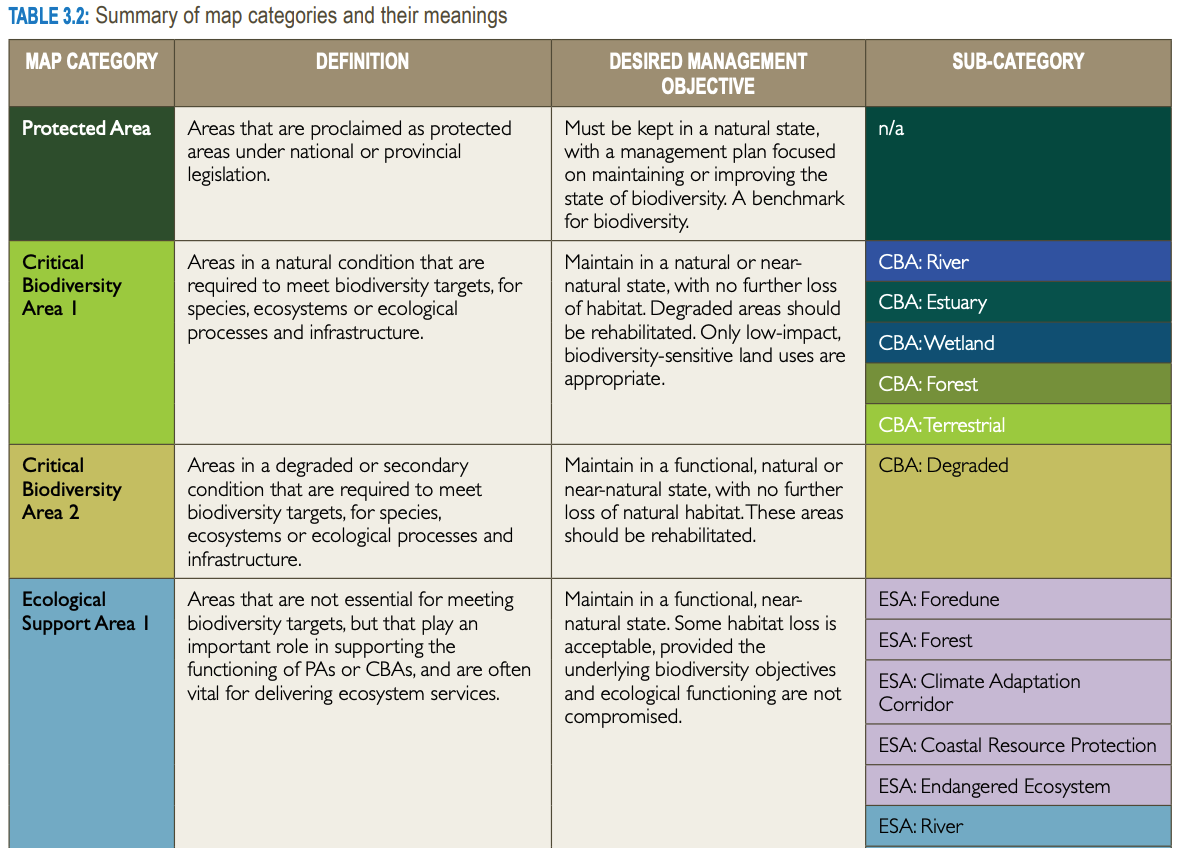 TABLE 3.2: Summary of map categories and their meanings
MAP CATEGORY
DEFINITION
DESIRED MANAGEMENT
OBJECTIVE
SUB-CATEGORY
Protected Area
Areas that are proclaimed as protected
areas under national or provincial
legislation.
Must be kept in a natural state,
with a management plan focused
on maintaining or improving the
state of biodiversity. A benchmark
for biodiversity.
n/a
Critical
Biodiversity
Area 1
Areas in a natural condition that are
required to meet biodiversity targets, for
species, ecosystems or ecological
processes and infrastructure.
Maintain in a natural or near-
natural state, with no further loss
of habitat. Degraded areas should
be rehabilitated. Only low-impact,
biodiversity-sensitive land uses are
appropriate.
CBA: River
CBA: Estuary
CBA: Wetland
CBA: Forest
CBA: Terrestrial
Critical
Biodiversity
Area 2
Areas in a degraded or secondary
condition that are required to meet
biodiversity targets, for species,
ecosystems or ecological processes and
infrastructure.
Maintain in a functional, natural or
near-natural state, with no further
loss of natural habitat. These areas
should be rehabilitated.
CBA: Degraded
Ecological
Support Area 1
Areas that are not essential for meeting
biodiversity targets, but that play an
important role in supporting the
functioning of PAs or CBAs, and are often
vital for delivering ecosystem services.
Maintain in a functional, near-
natural state. Some habitat loss is
acceptable, provided the
underlying biodiversity objectives
and ecological functioning are not
compromised.
ESA: Foredune
ESA: Forest
ESA: Climate Adaptation
Corridor
ESA: Coastal Resource Protection
ESA: Endangered Ecosystem
ESA: River